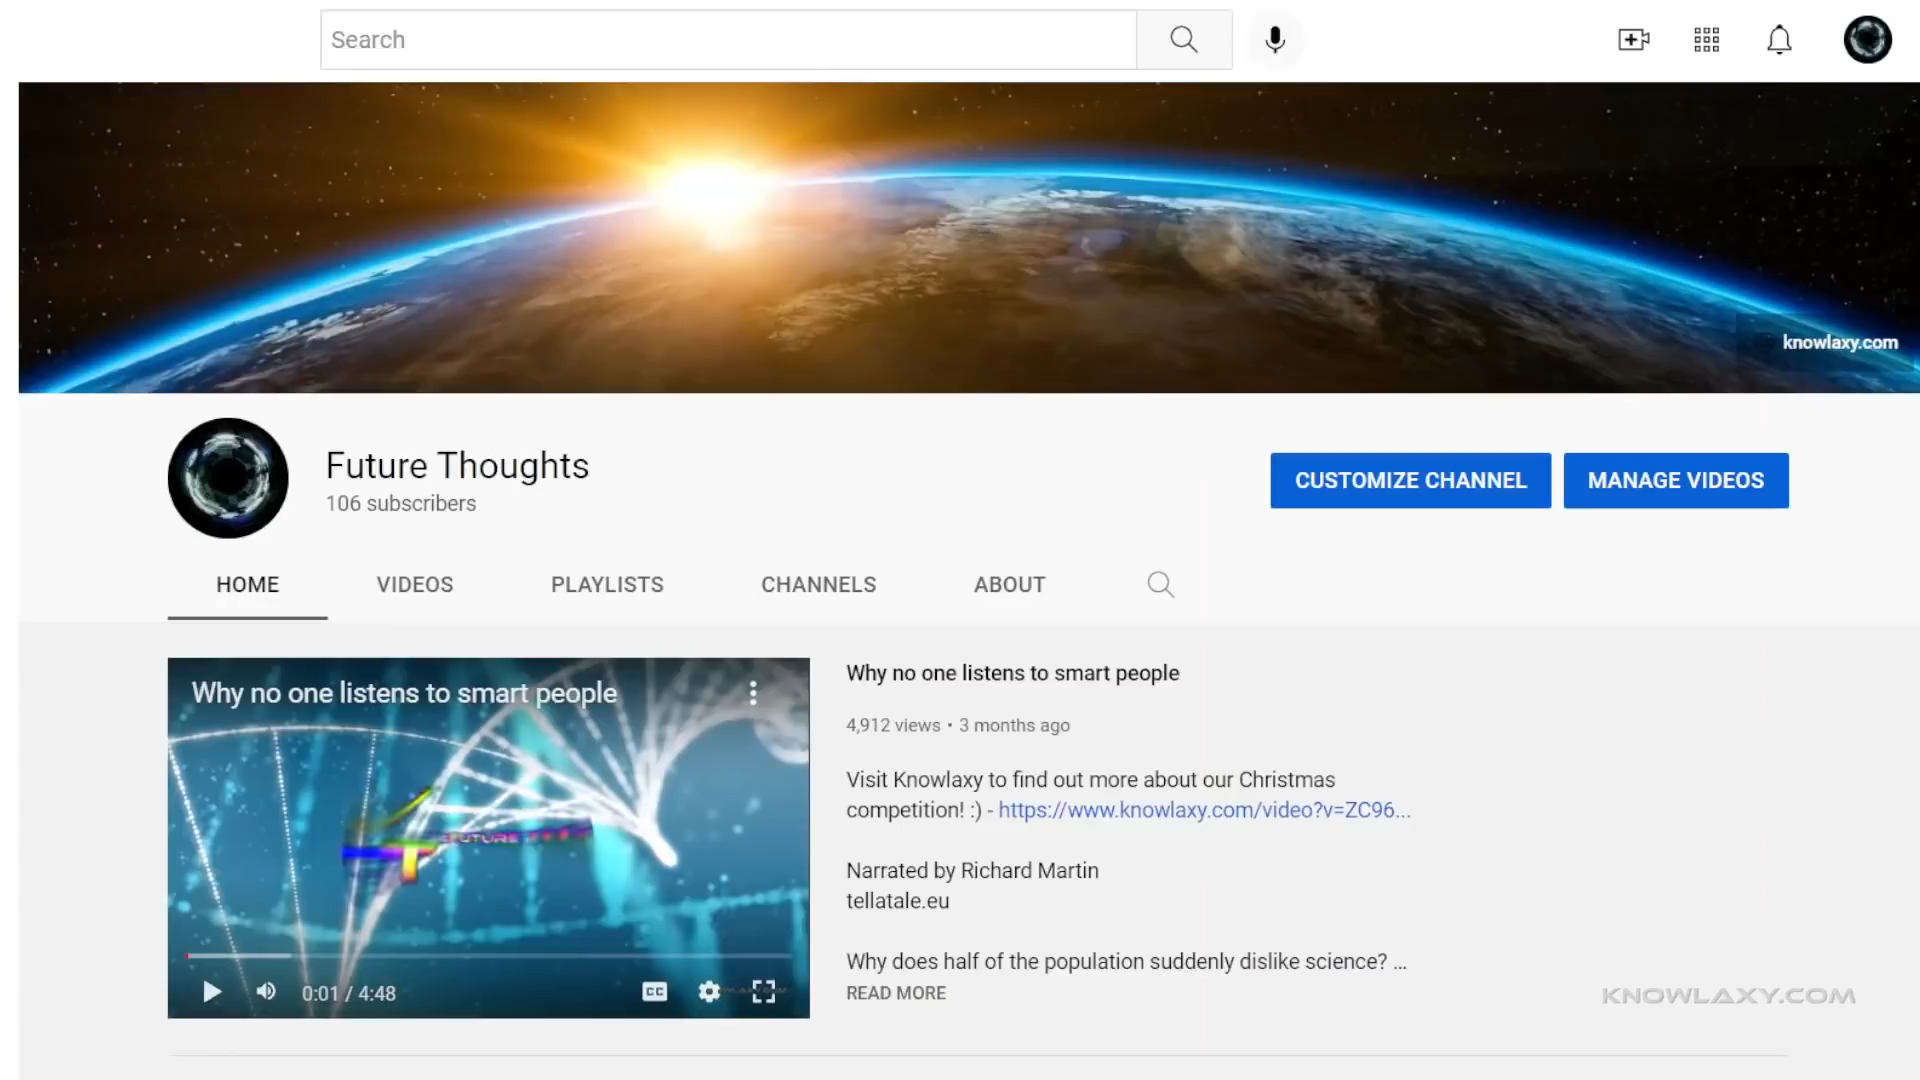 Search
knowlaxy.com
Future Thoughts
106 subscribers
CUSTOMIZE CHANNEL
MANAGE VIDEOS
HOME
VIDEOS
PLAYLISTS
CHANNELS
ABOUT
Why no one listens to smart people
FUTURE
0:01 / 4:48
CC
Why no one listens to smart people
4,912 views • 3 months ago
Visit Knowlaxy to find out more about our Christmas
competition! :) - https://www.knowlaxy.com/video?v=ZC96...
Narrated by Richard Martin
tellatale.eu
Why does half of the population suddenly dislike science? ...
READ MORE
KNOWLAXY.COM